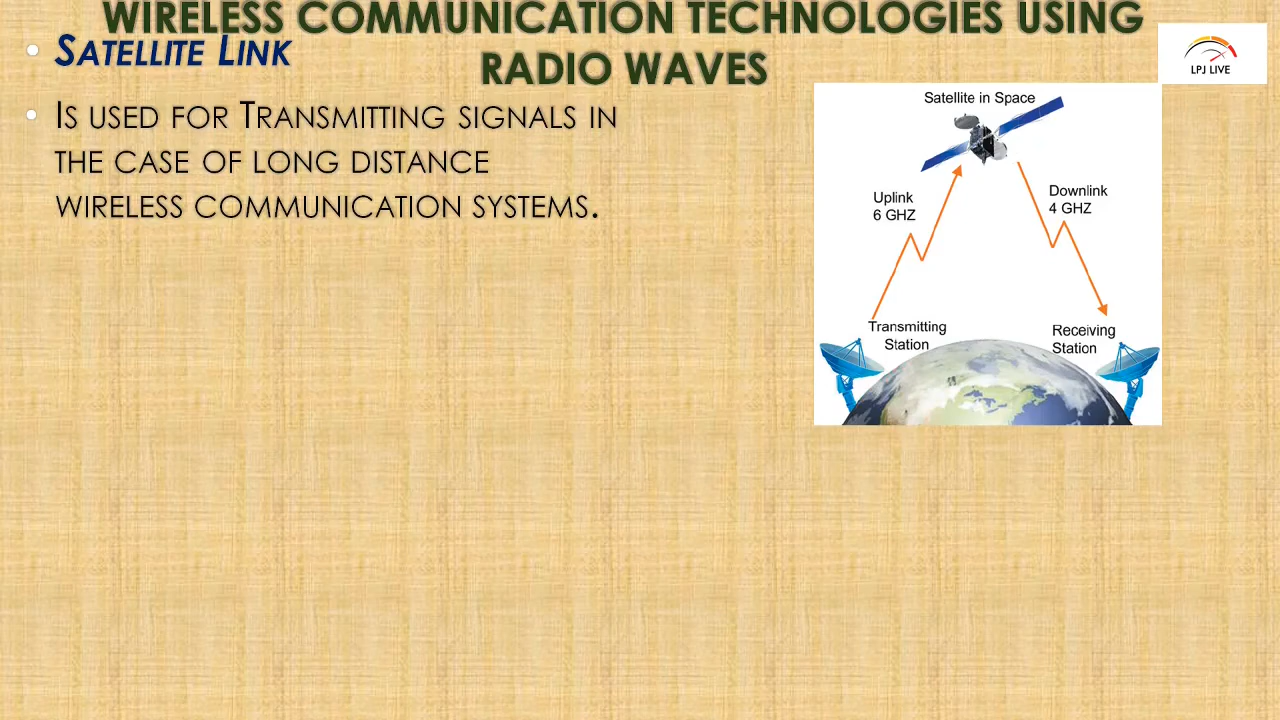 WIRELESS COMMUNICATION TECHNOLOGIES USING
RADIO WAVES
• SATELLITE LINK
• IS USED FOR TRANSMITTING SIGNALS IN
THE CASE OF LONG DISTANCE
WIRELESS COMMUNICATION SYSTEMS.
LPJ LIVE
Satellite in Space
Uplink
6 GHZ
Downlink
4 GHZ
Transmitting
Station
Receiving
Station